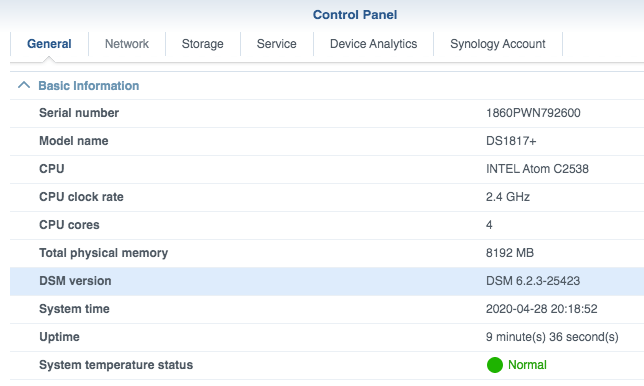 Control Panel
General Network Storage Service Device Analytics Synology Account
Basic Information
Serial number 1860PWN792600
Model name DS1817+
CPU INTEL Atom C2538
CPU clock rate 2.4 GHz
CPU cores 4
Total physical memory 8192 MB
DSM version DSM 6.2.3-25423
System time 2020-04-28 20:18:52
Uptime 9 minute(s) 36 second(s)
System temperature status Normal